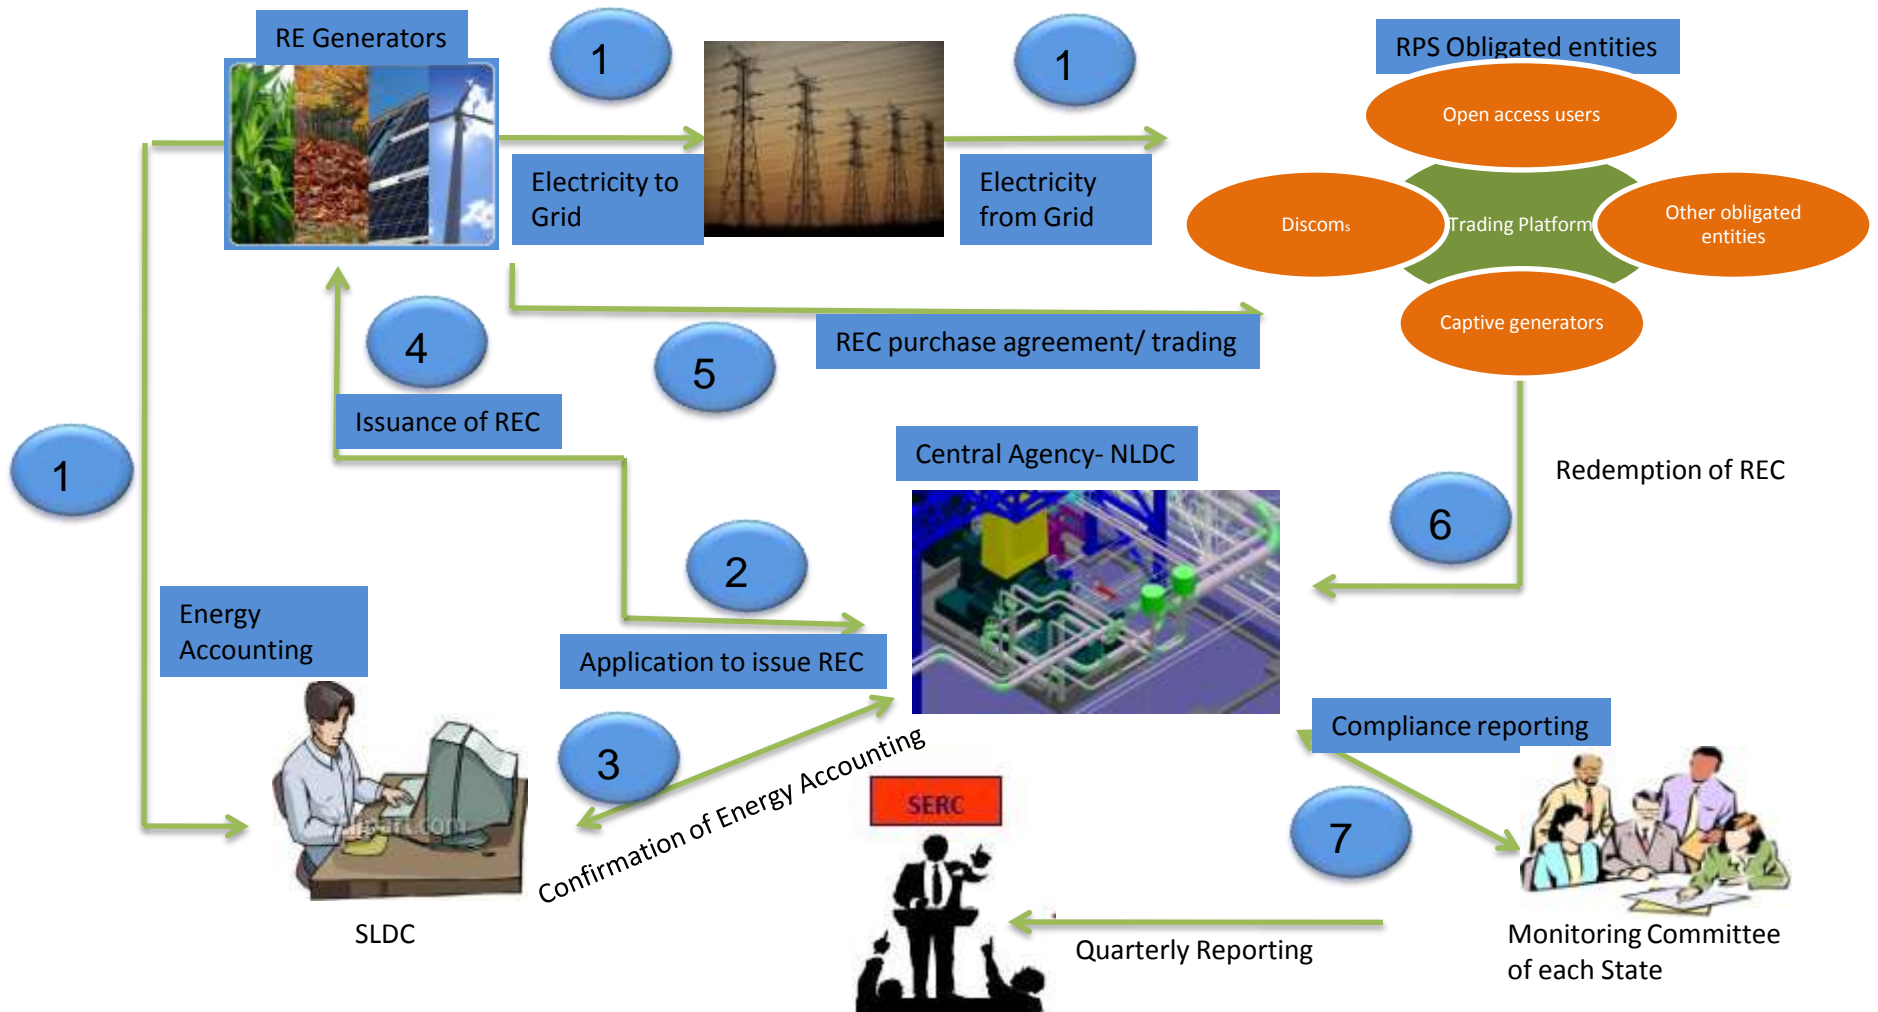 RE Generators
1
1
RPS Obligated entities
Open access users
Electricity to
Grid
Electricity
from Grid
Discoms
Trading Platform
Other obligated
entities
Captive generators
4
5
REC purchase agreement/ trading
Issuance of REC
1
Central Agency- NLDC
Redemption of REC
6
2
Energy
Accounting
Application to issue REC
3
Confirmation of Energy Accounting
Compliance reporting
SERC
7
SLDC
Quarterly Reporting
Monitoring Committee
of each State